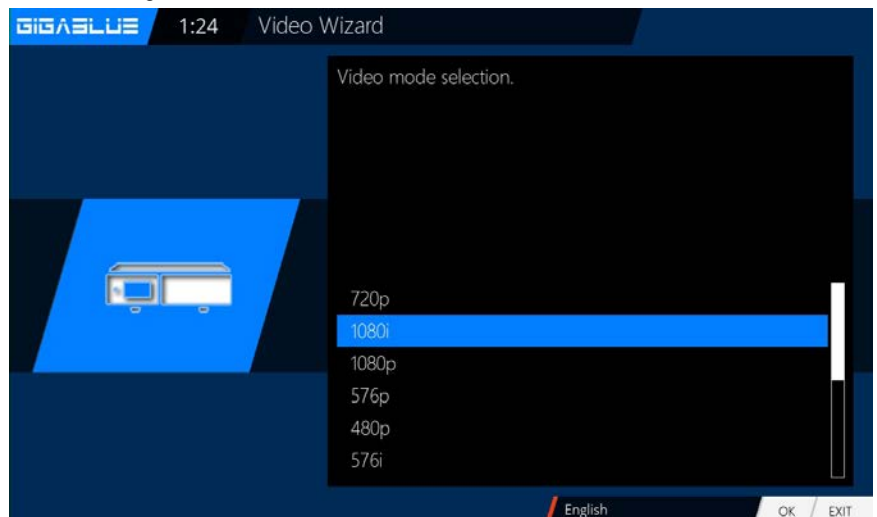 GIGABLUE 1:24 Video Wizard
Video mode selection.
720p
1080i
1080p
576p
480p
576i
English OK EXIT